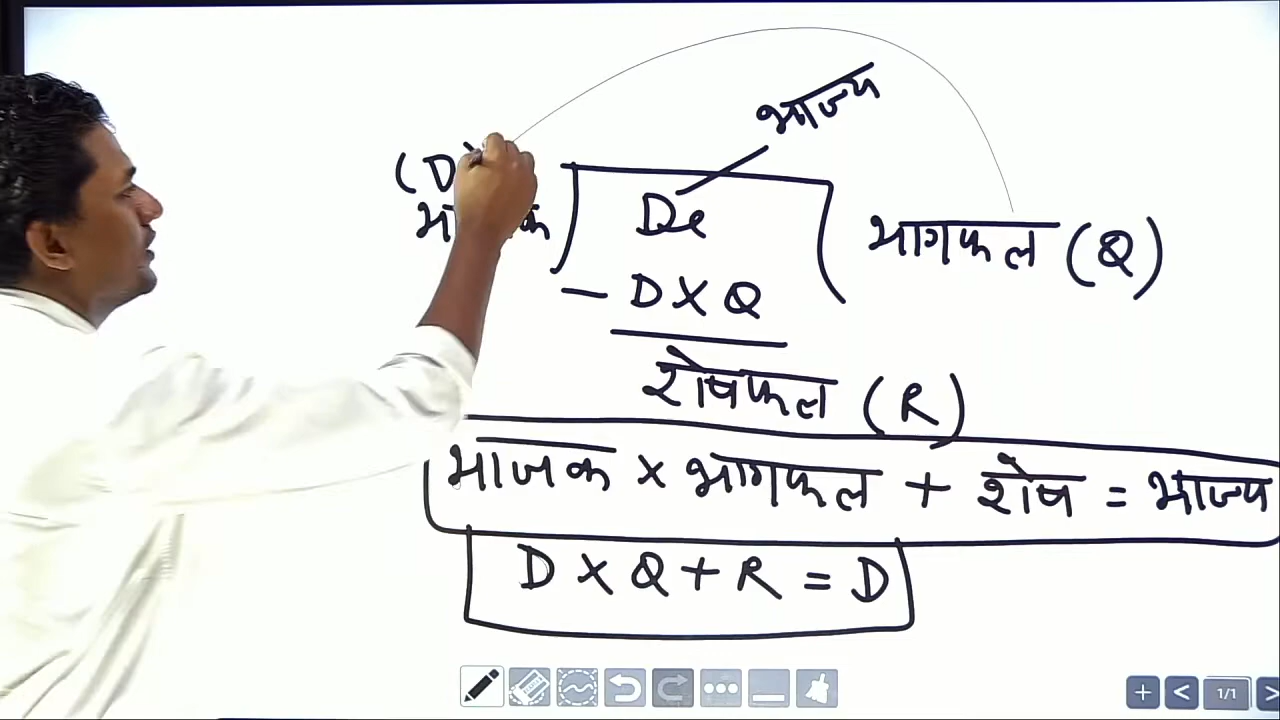 भाज्य
(D)
De
भागफल (Q)
- D X Q
शेषफल (R)
भाजक x भागफल + शेष = भाज्य
D X Q + R = D
1/1